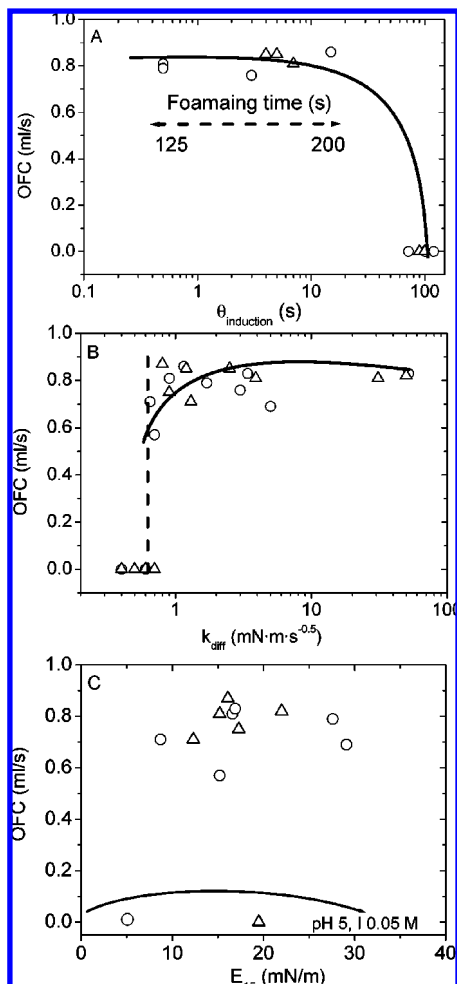 A
1.0
0.8
0.6
0.4
0.2
0.0
OFC (ml/s)
Foamaing time (s)
125 200
0.1 1 10 100
θinduction (s)
B
1.0
0.8
0.6
0.4
0.2
0.0
OFC (ml/s)
1 10 100
kdiff (mN·m·s-0.5)
C
1.0
0.8
0.6
0.4
0.2
0.0
OFC (ml/s)
pH 5, I 0.05 M
0 10 20 30 40
(mN/m)